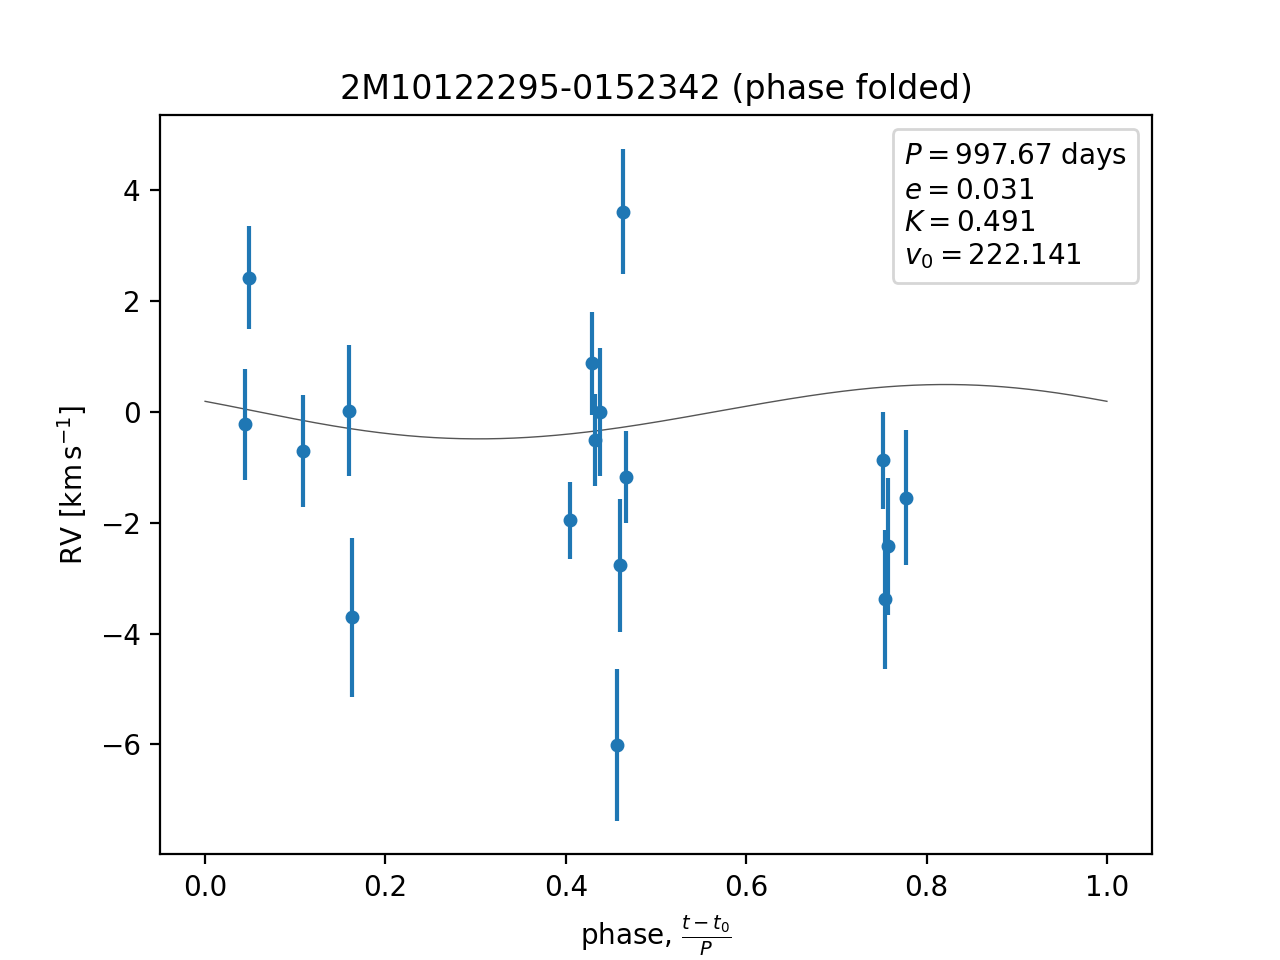 2M10122295-0152342 (phase folded)
P = 997.67 days
e = 0.031
K = 0.491
v₀ = 222.141
RV [km s⁻¹]
4
2
0
−2
−4
−6
0.0 0.2 0.4 0.6 0.8 1.0
phase, (t − t₀)/P